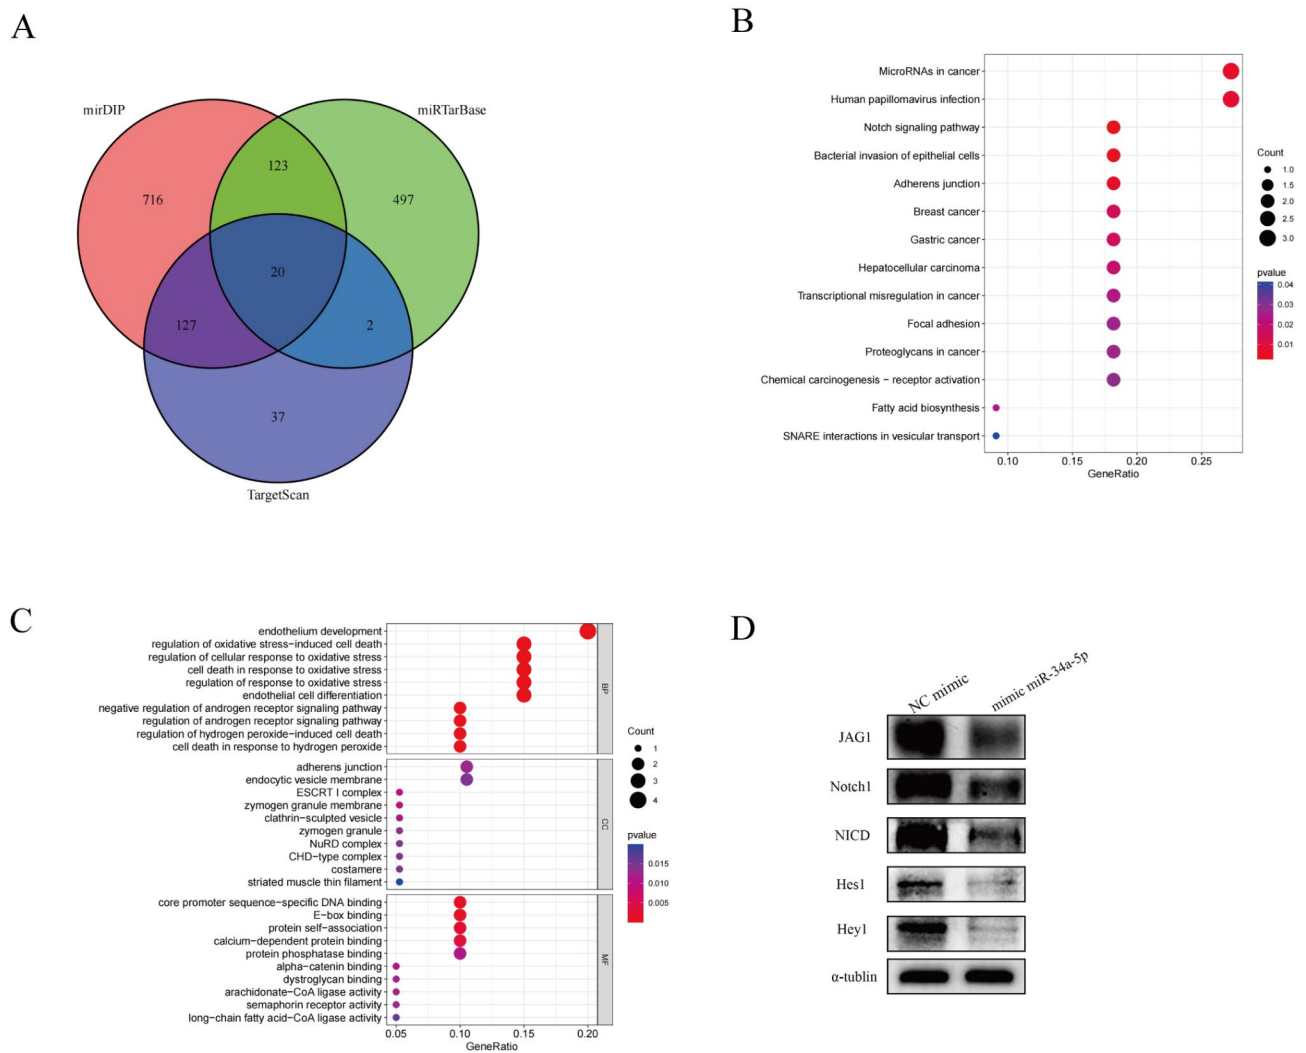 A
mirDIP
miRTarBase
716
123
497
20
127
2
37
TargetScan
B
MicroRNAs in cancer
Human papillomavirus infection
Notch signaling pathway
Bacterial invasion of epithelial cells
Adherens junction
Breast cancer
Gastric cancer
Hepatocellular carcinoma
Transcriptional misregulation in cancer
Focal adhesion
Proteoglycans in cancer
Chemical carcinogenesis − receptor activation
Fatty acid biosynthesis
SNARE interactions in vesicular transport
0.10 0.15 0.20 0.25
GeneRatio
Count
1.0
1.5
2.0
2.5
3.0
pvalue
0.04
0.03
0.02
0.01
C
endothelium development
regulation of oxidative stress−induced cell death
regulation of cellular response to oxidative stress
cell death in response to oxidative stress
regulation of response to oxidative stress
endothelial cell differentiation
negative regulation of androgen receptor signaling pathway
regulation of androgen receptor signaling pathway
regulation of hydrogen peroxide−induced cell death
cell death in response to hydrogen peroxide
BP
adherens junction
endocytic vesicle membrane
ESCRT I complex
zymogen granule membrane
clathrin−sculpted vesicle
zymogen granule
NuRD complex
CHD−type complex
costamere
striated muscle thin filament
CC
core promoter sequence−specific DNA binding
E−box binding
protein self−association
calcium−dependent protein binding
protein phosphatase binding
alpha−catenin binding
dystroglycan binding
arachidonate−CoA ligase activity
semaphorin receptor activity
long−chain fatty acid−CoA ligase activity
MF
0.05 0.10 0.15 0.20
GeneRatio
Count
1
2
3
4
pvalue
0.015
0.010
0.005
D
NC mimic
mimic miR-34a-5p
JAG1
Notch1
NICD
Hes1
Hey1
α-tublin